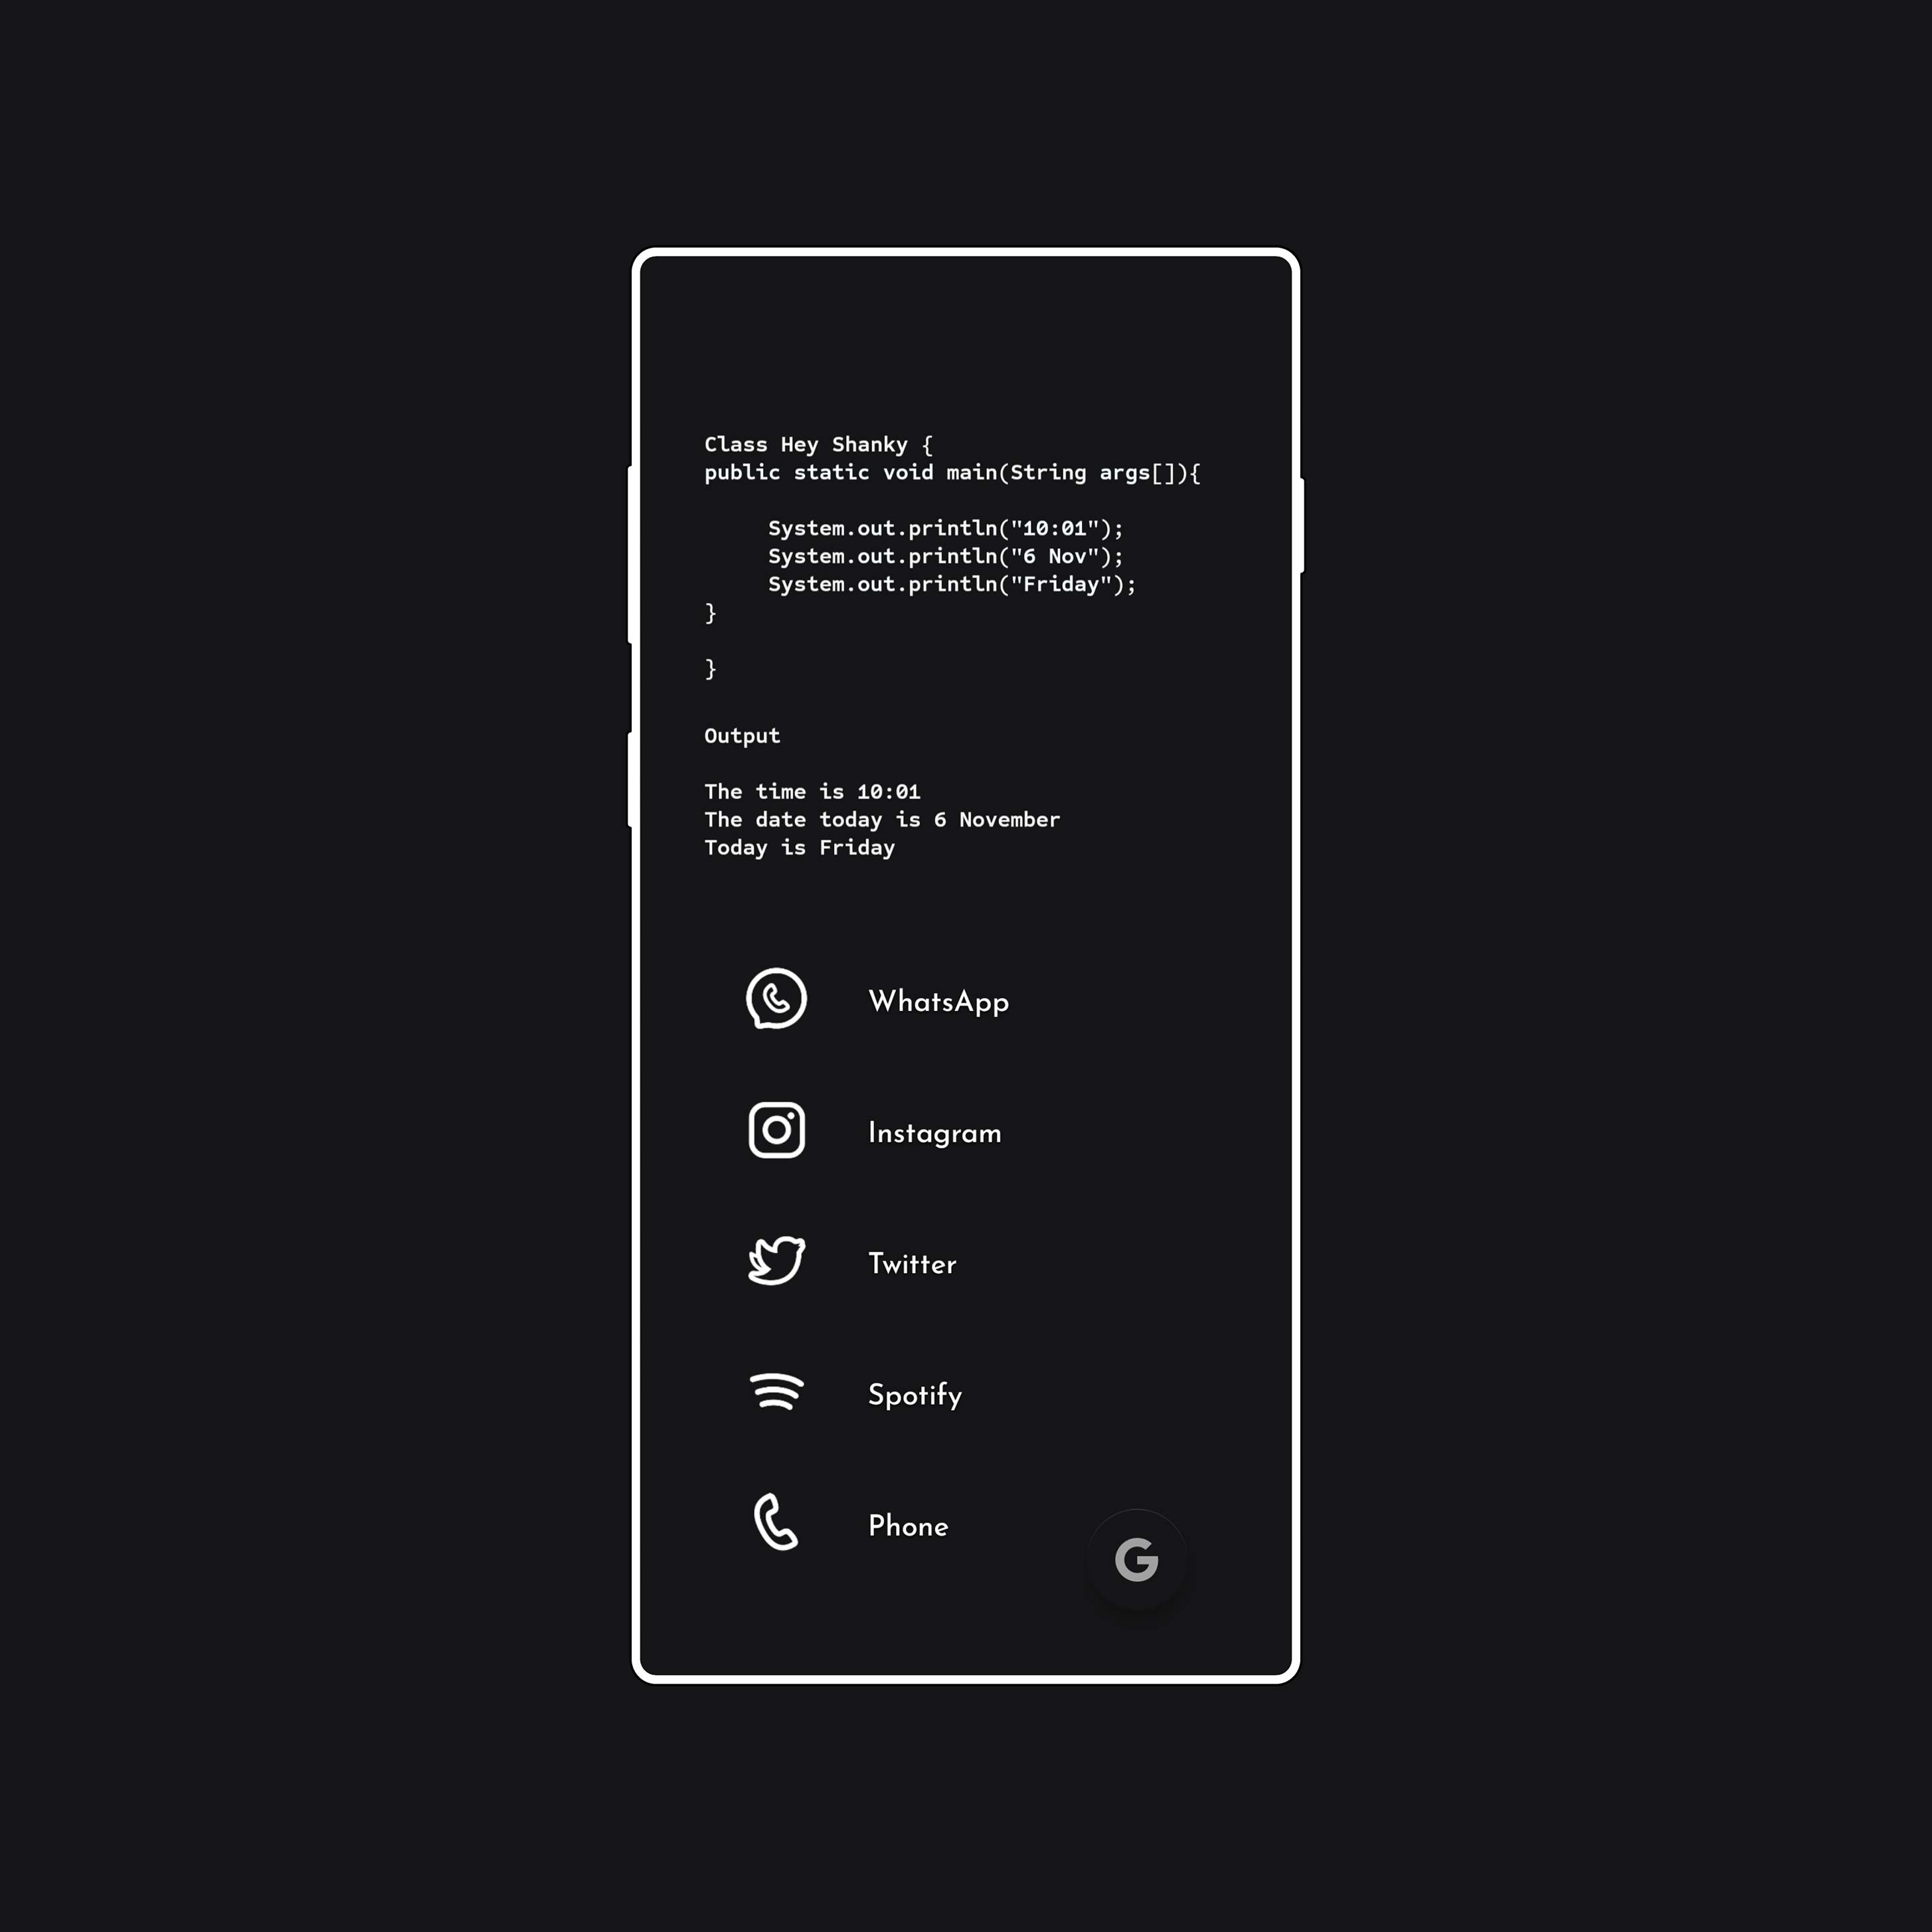 Class Hey Shanky {
public static void main(String args[]){
System.out.println("10:01");
System.out.println("6 Nov");
System.out.println("Friday");
}
}
Output
The time is 10:01
The date today is 6 November
Today is Friday
WhatsApp
Instagram
Twitter
Spotify
Phone
G